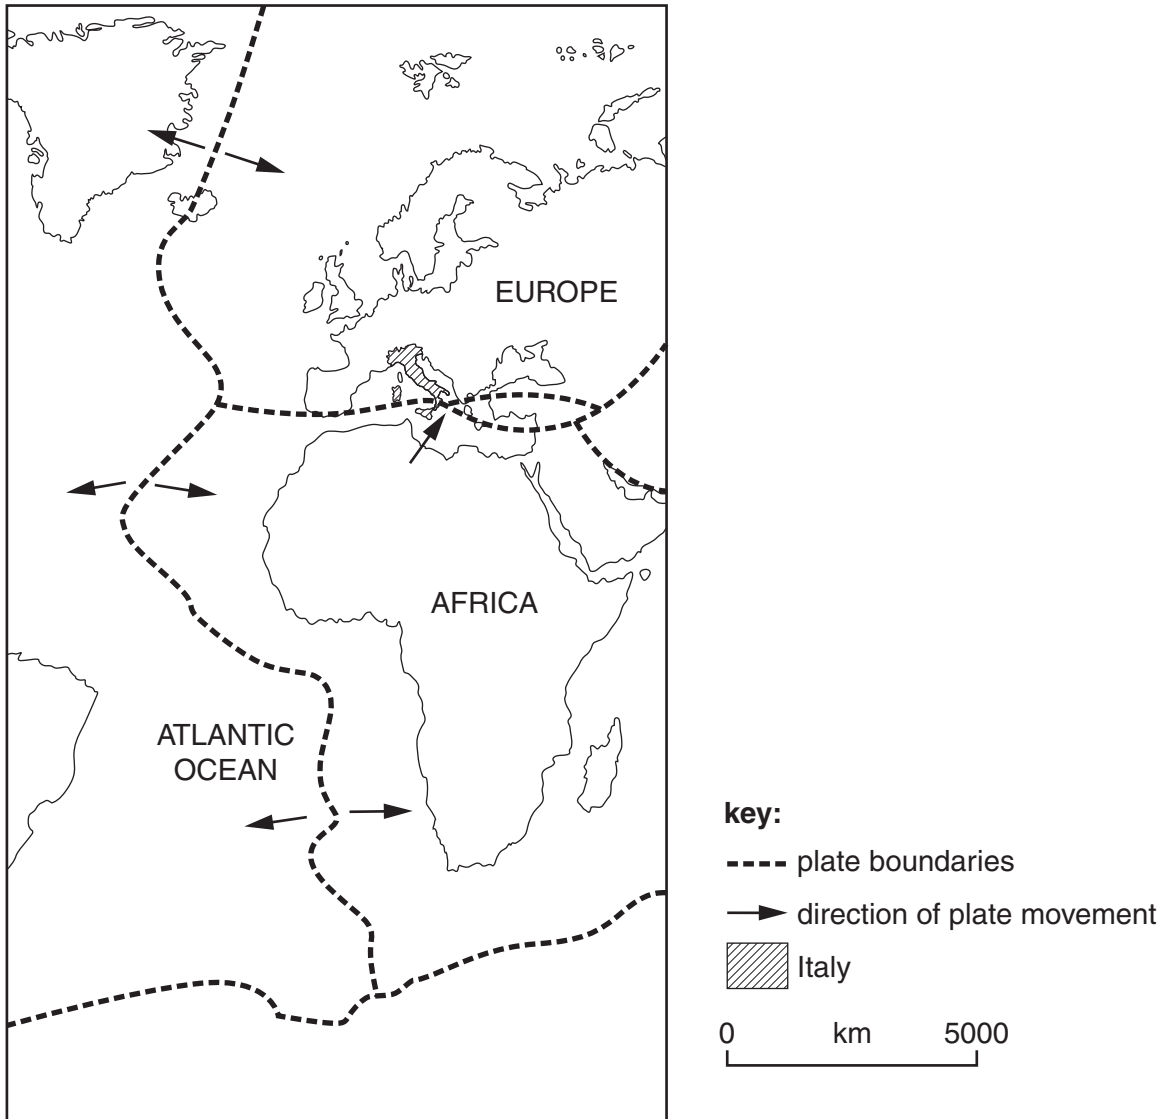 EUROPE
AFRICA
ATLANTIC
OCEAN
key:
plate boundaries
direction of plate movement
Italy
0 km 5000